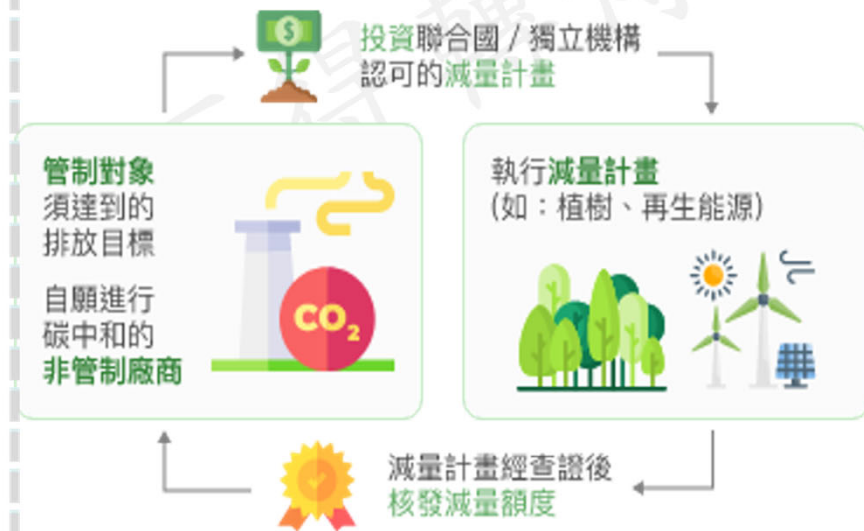 投資聯合國 / 獨立機構
認可的減量計畫
管制對象
須達到的
排放目標
自願進行
碳中和的
非管制廠商
CO₂
執行減量計畫
(如：植樹、再生能源)
減量計畫經查證後
核發減量額度